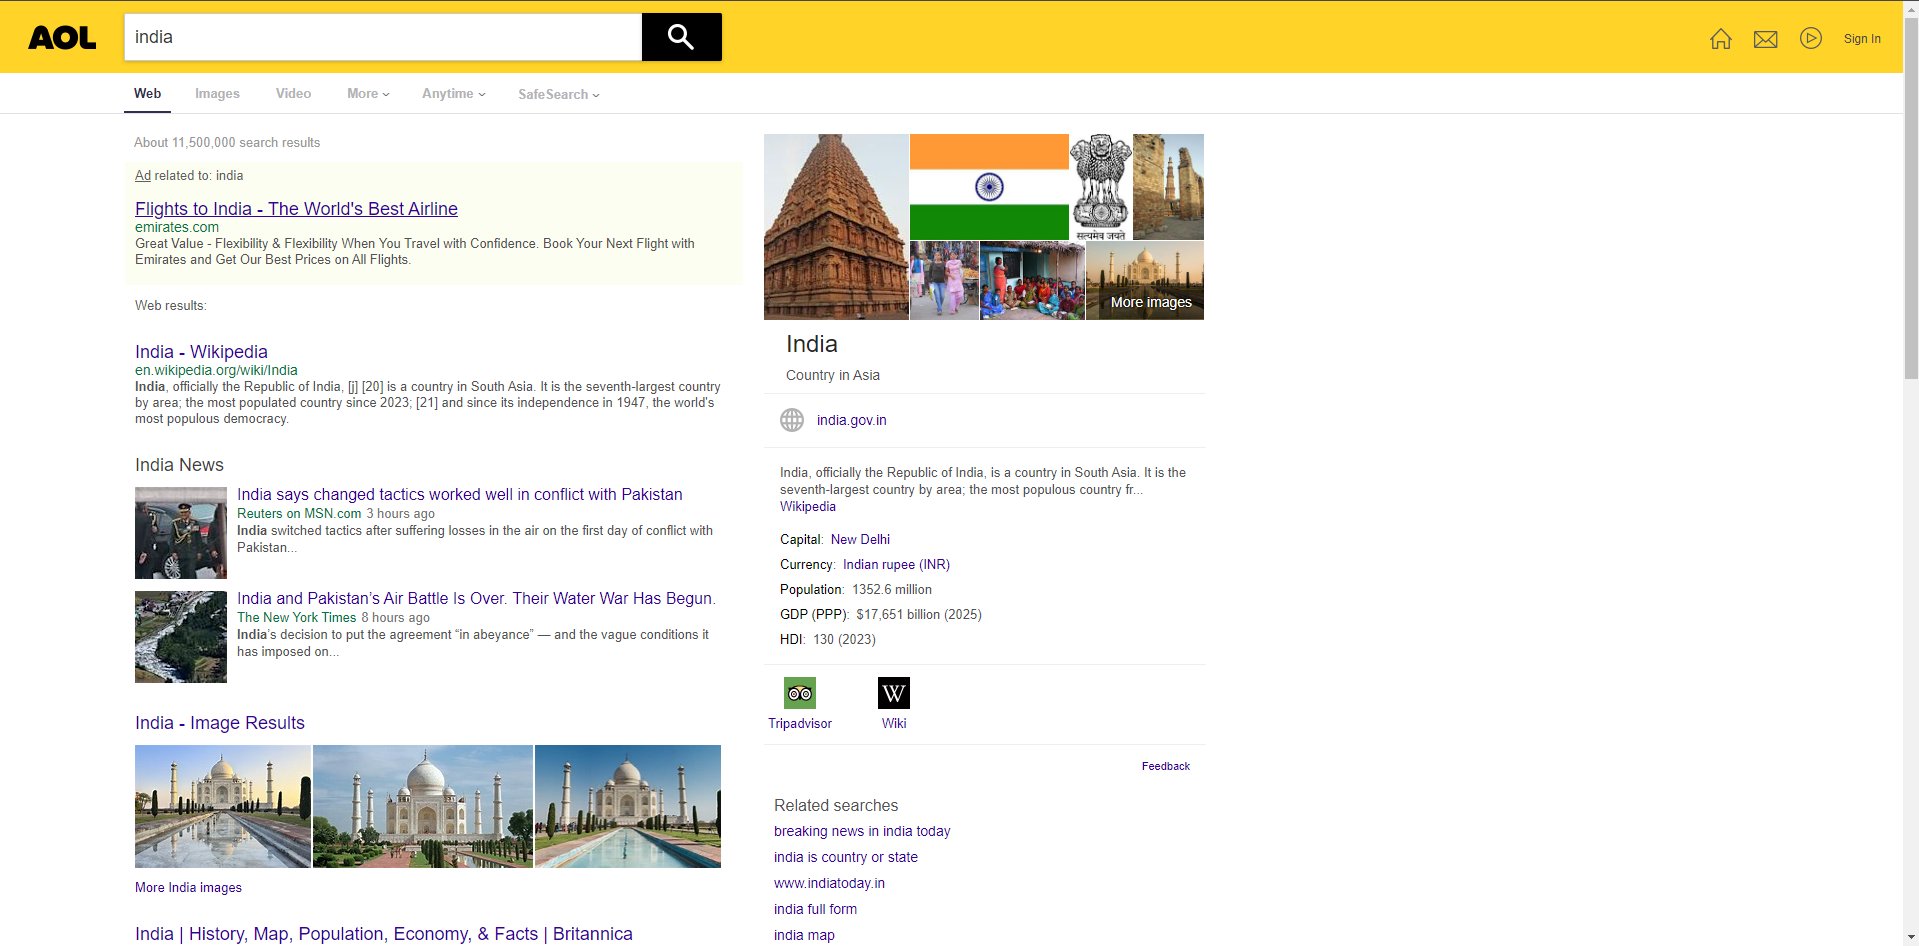 AOL
india
Sign In
Web
Images
Video
More
Anytime
SafeSearch
About 11,500,000 search results
Ad related to: india
Flights to India - The World's Best Airline
emirates.com
Great Value - Flexibility & Flexibility When You Travel with Confidence. Book Your Next Flight with
Emirates and Get Our Best Prices on All Flights.
Web results:
India - Wikipedia
en.wikipedia.org/wiki/India
India, officially the Republic of India, [j] [20] is a country in South Asia. It is the seventh-largest country
by area; the most populated country since 2023; [21] and since its independence in 1947, the world's
most populous democracy.
India News
India says changed tactics worked well in conflict with Pakistan
Reuters on MSN.com 3 hours ago
India switched tactics after suffering losses in the air on the first day of conflict with
Pakistan...
India and Pakistan’s Air Battle Is Over. Their Water War Has Begun.
The New York Times 8 hours ago
India’s decision to put the agreement “in abeyance” — and the vague conditions it
has imposed on...
India - Image Results
More India images
India | History, Map, Population, Economy, & Facts | Britannica
सत्यमेव जयते
More images
India
Country in Asia
india.gov.in
India, officially the Republic of India, is a country in South Asia. It is the
seventh-largest country by area; the most populous country fr...
Wikipedia
Capital: New Delhi
Currency: Indian rupee (INR)
Population: 1352.6 million
GDP (PPP): $17,651 billion (2025)
HDI: 130 (2023)
W
Tripadvisor
Wiki
Feedback
Related searches
breaking news in india today
india is country or state
www.indiatoday.in
india full form
india map